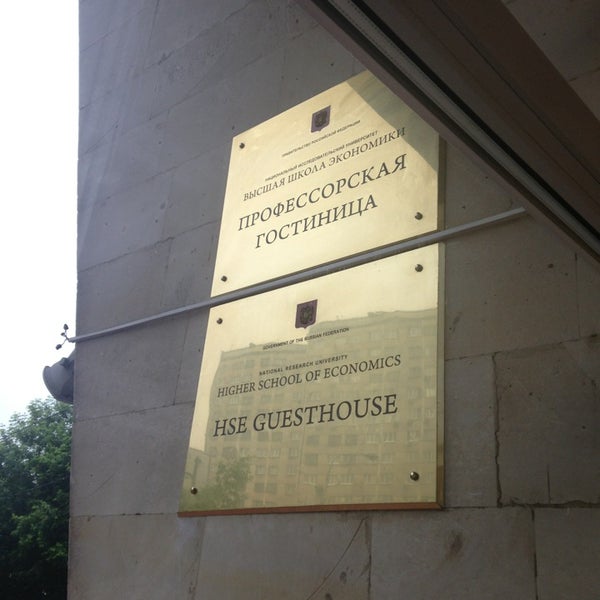 ПРАВИТЕЛЬСТВО РОССИЙСКОЙ ФЕДЕРАЦИИ
НАЦИОНАЛЬНЫЙ ИССЛЕДОВАТЕЛЬСКИЙ УНИВЕРСИТЕТ
ВЫСШАЯ ШКОЛА ЭКОНОМИКИ
ПРОФЕССОРСКАЯ
ГОСТИНИЦА
GOVERNMENT OF THE RUSSIAN FEDERATION
NATIONAL RESEARCH UNIVERSITY
HIGHER SCHOOL OF ECONOMICS
HSE GUESTHOUSE